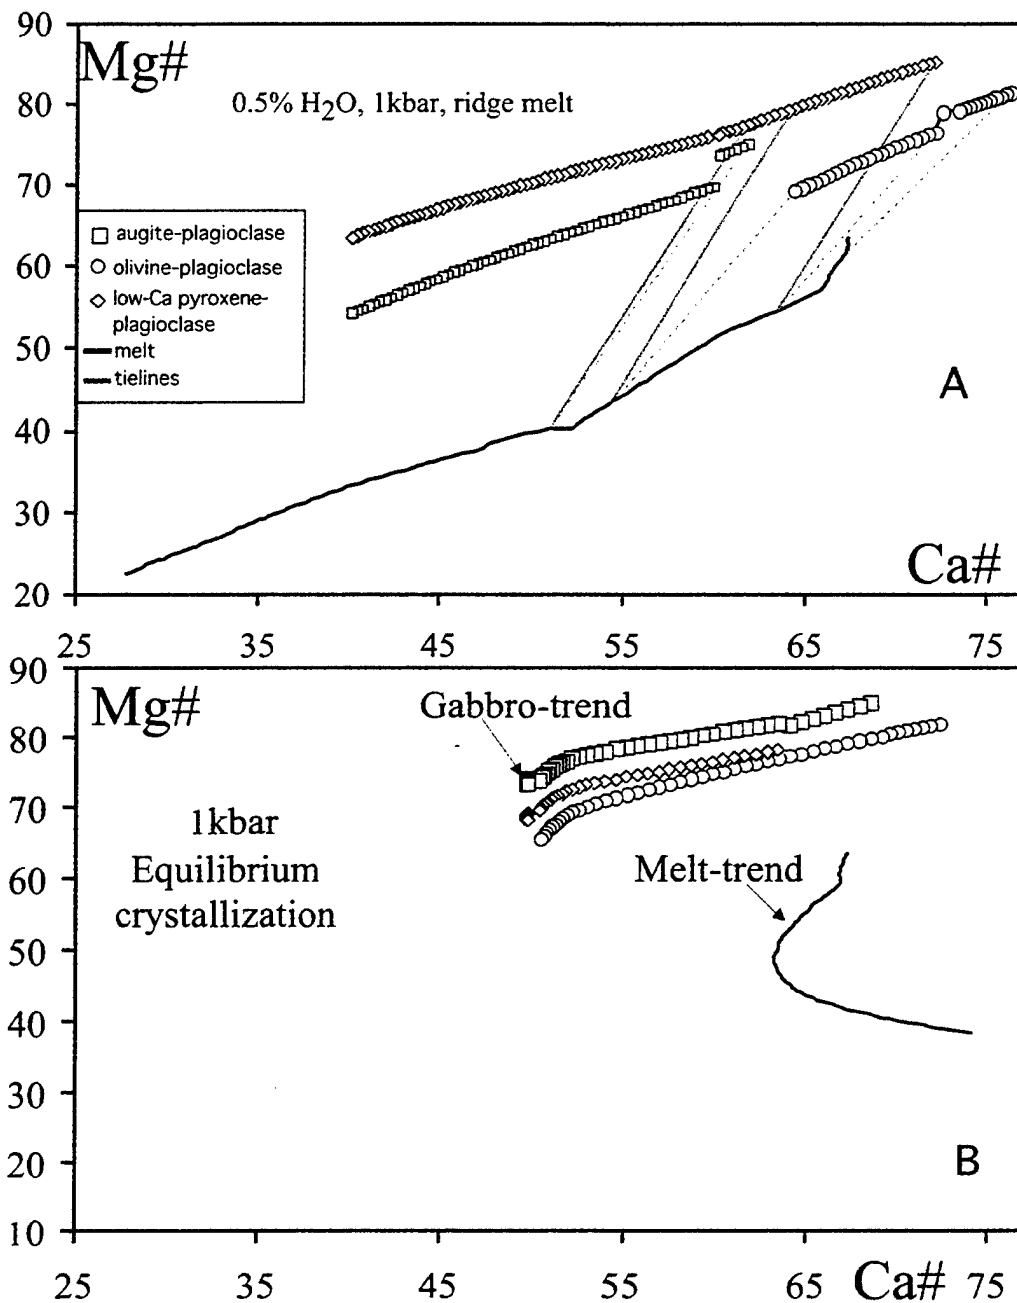 90
Mg#
80
0.5% H2O, 1kbar, ridge melt
70
augite-plagioclase
olivine-plagioclase
low-Ca pyroxene-
plagioclase
melt
tielines
60
50
A
40
30
Ca#
20
25 35 45 55 65 75
90
Mg#
Gabbro-trend
80
70
1kbar
Equilibrium
crystallization
Melt-trend
60
50
40
30
20
B
10
25 35 45 55 65 Ca# 75